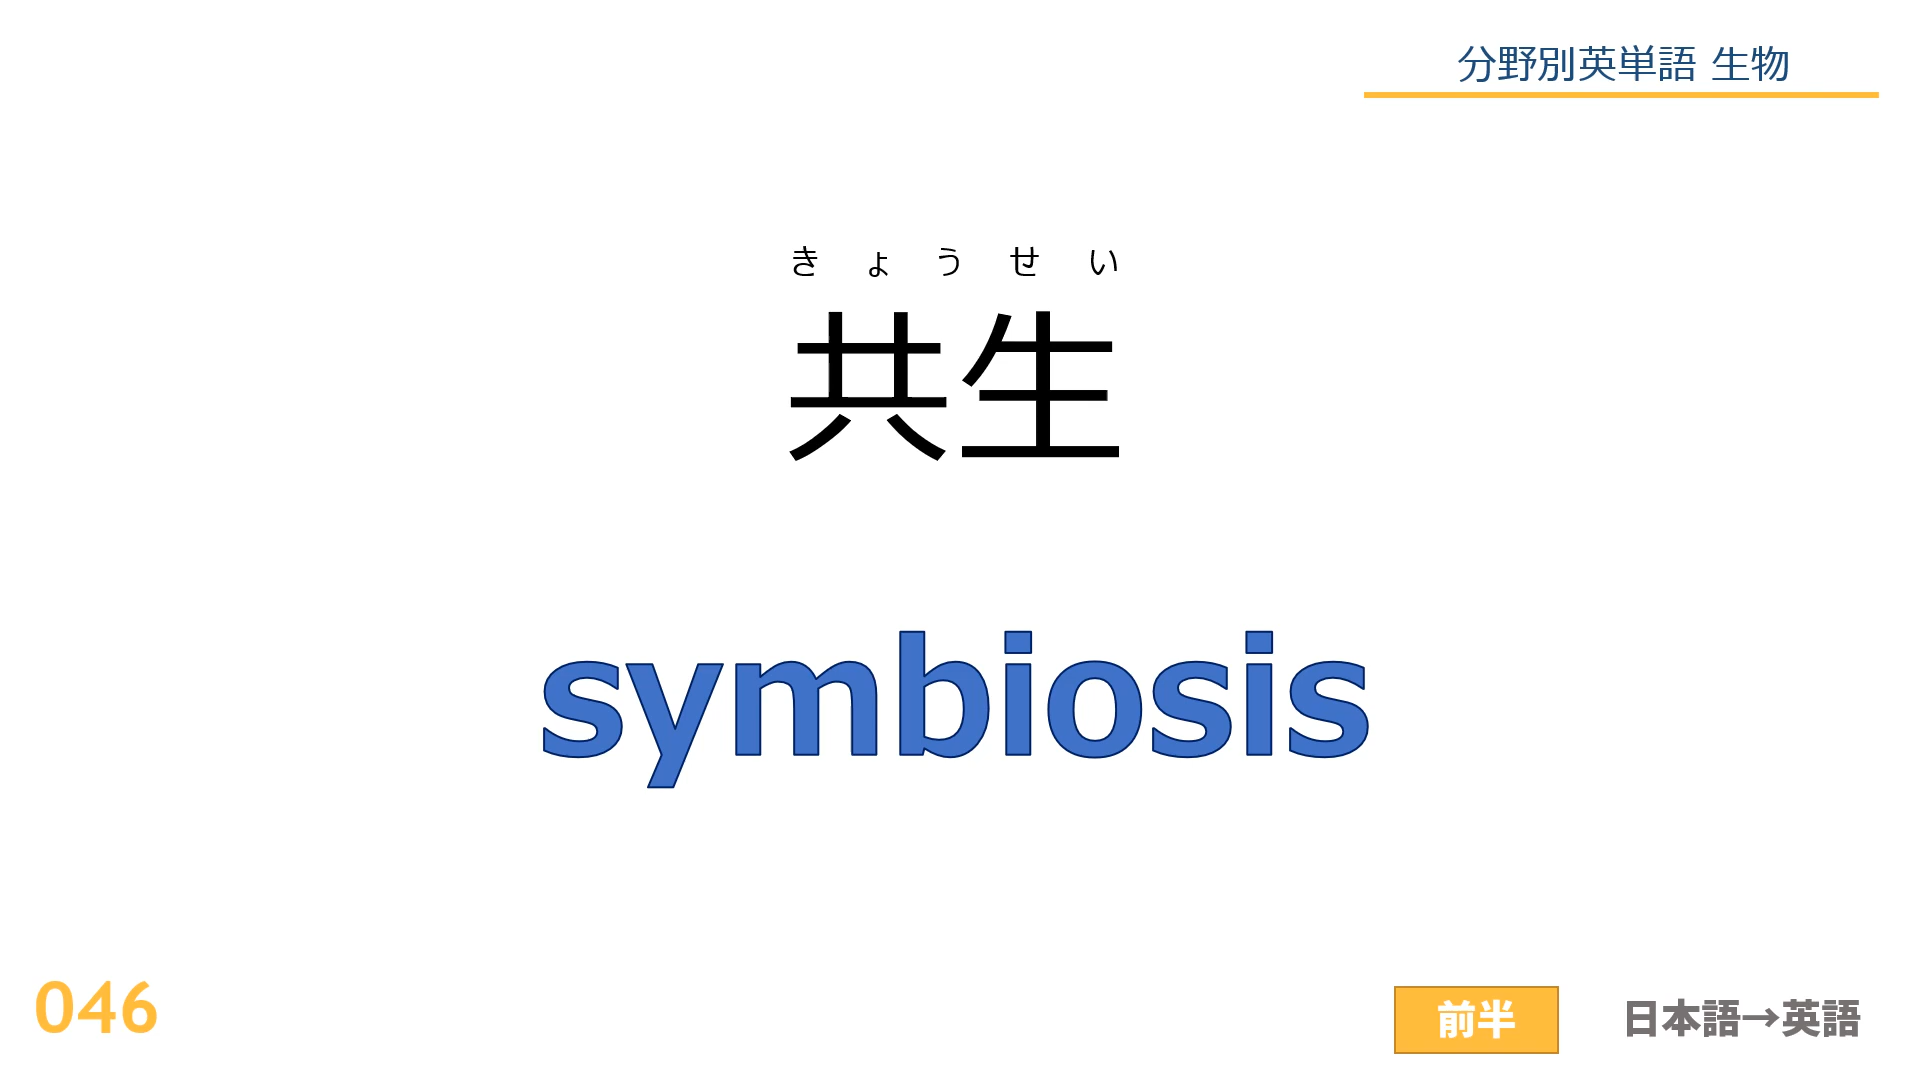 分野別英単語 生物
きょうせい
共生
symbiosis
046
前半
日本語→英語